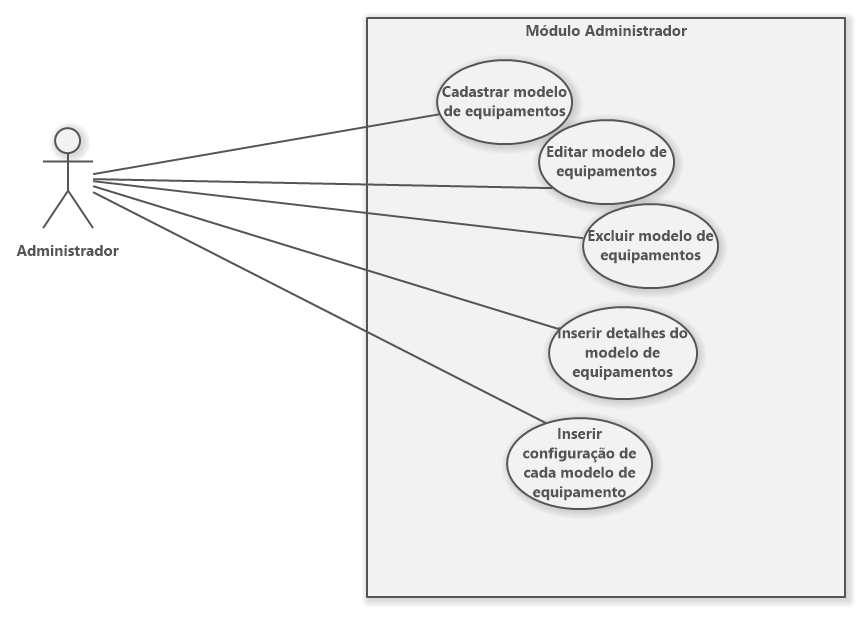 Módulo Administrador
Cadastrar modelo
de equipamentos
Editar modelo de
equipamentos
Administrador
Excluir modelo de
equipamentos
Inserir detalhes do
modelo de
equipamentos
Inserir
configuração de
cada modelo de
equipamento